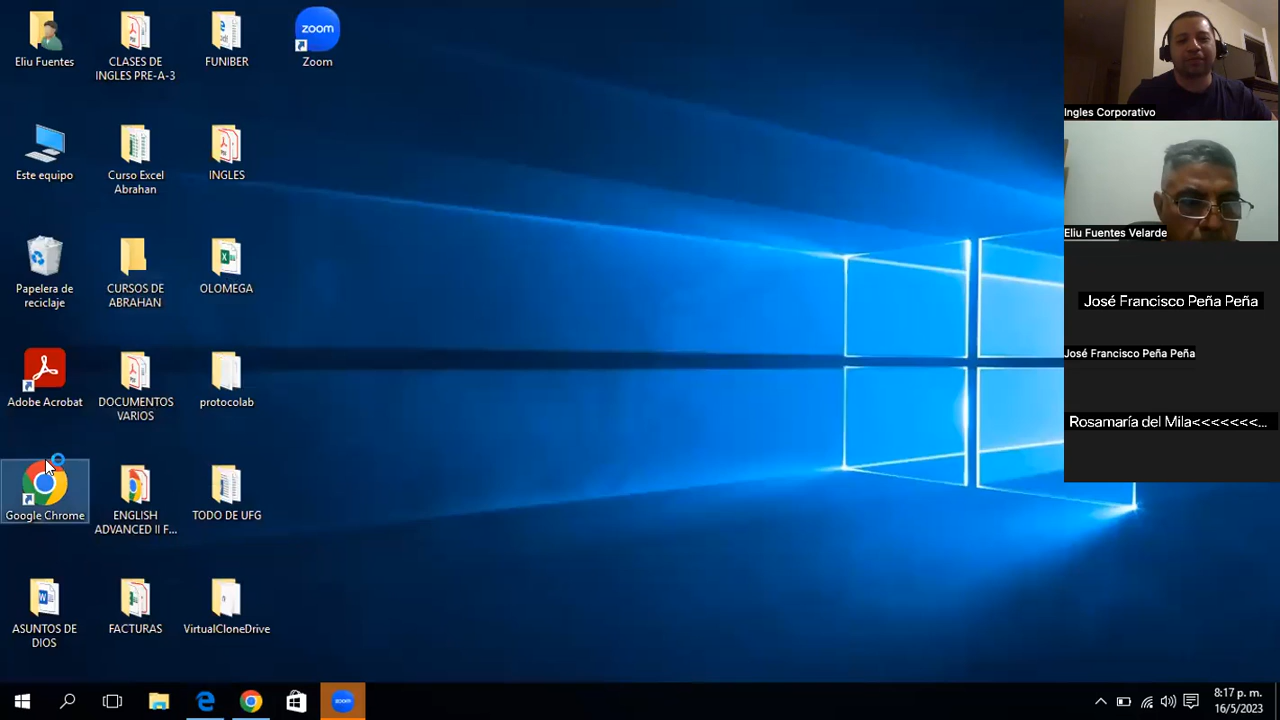 Eliu Fuentes
CLASES DE
INGLES PRE-A-3
FUNIBER
zoom
Zoom
Este equipo
Curso Excel
Abrahan
INGLES
Papelera de
reciclaje
CURSOS DE
ABRAHAN
OLOMEGA
Adobe Acrobat
DOCUMENTOS
VARIOS
protocolab
Google Chrome
ENGLISH
ADVANCED II F...
TODO DE UFG
ASUNTOS DE
DIOS
FACTURAS
VirtualCloneDrive
Ingles Corporativo
Eliu Fuentes Velarde
José Francisco Peña Peña
José Francisco Peña Peña
Rosamaría del Mila<<<<<<<...
zoom
8:17 p. m.
16/5/2023